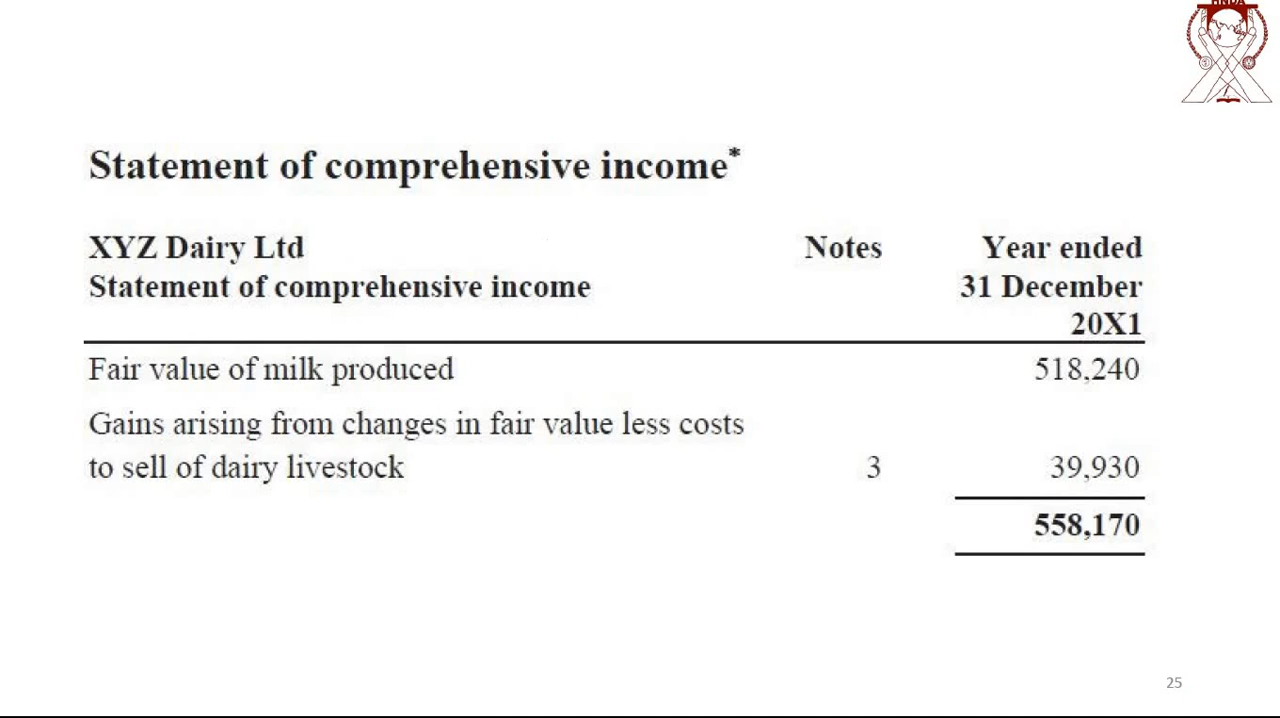 HNDA
Statement of comprehensive income*
XYZ Dairy Ltd Notes Year ended
Statement of comprehensive income 31 December
20X1
Fair value of milk produced 518,240
Gains arising from changes in fair value less costs
to sell of dairy livestock 3 39,930
558,170
25